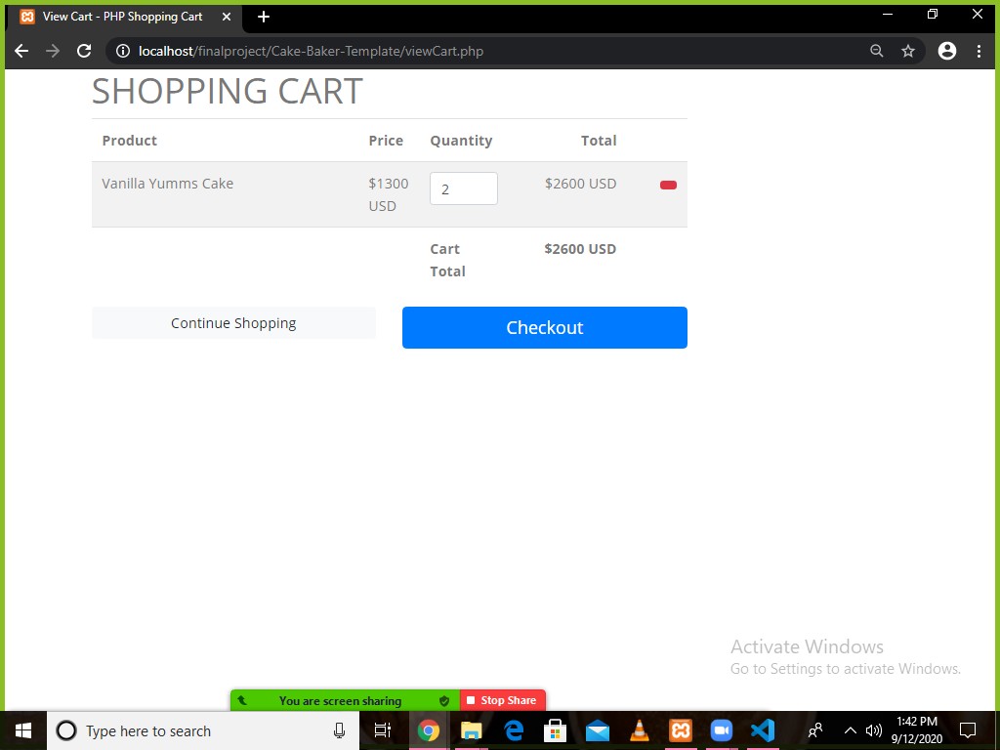 View Cart - PHP Shopping Cart
localhost/finalproject/Cake-Baker-Template/viewCart.php
SHOPPING CART
Product Price Quantity Total
Vanilla Yumms Cake $1300 2 $2600 USD
USD
Cart $2600 USD
Total
Continue Shopping Checkout
Activate Windows
Go to Settings to activate Windows.
You are screen sharing Stop Share
Type here to search
1:42 PM
9/12/2020